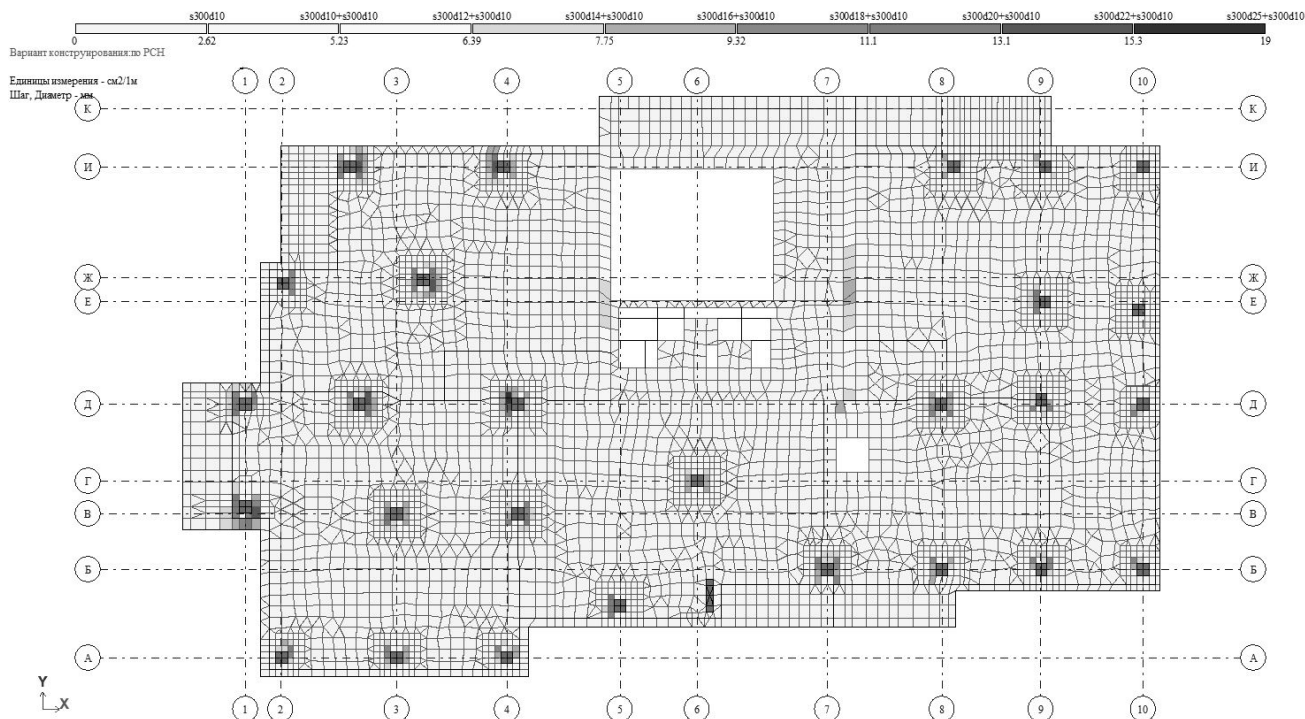 s300d10 s300d10+s300d10 s300d12+s300d10 s300d14+s300d10 s300d16+s300d10 s300d18+s300d10 s300d20+s300d10 s300d22+s300d10 s300d25+s300d10
0 2.62 5.23 6.39 7.75 9.32 11.1 13.1 15.3 19
Вариант конструирования:по РСН
Единицы измерения - см2/1м
Шаг, Диаметр - мм
1 2 3 4 5 6 7 8 9 10
К К
И И
Ж Ж
Е Е
Д Д
Г Г
В В
Б Б
А А
Y
X
1 2 3 4 5 6 7 8 9 10